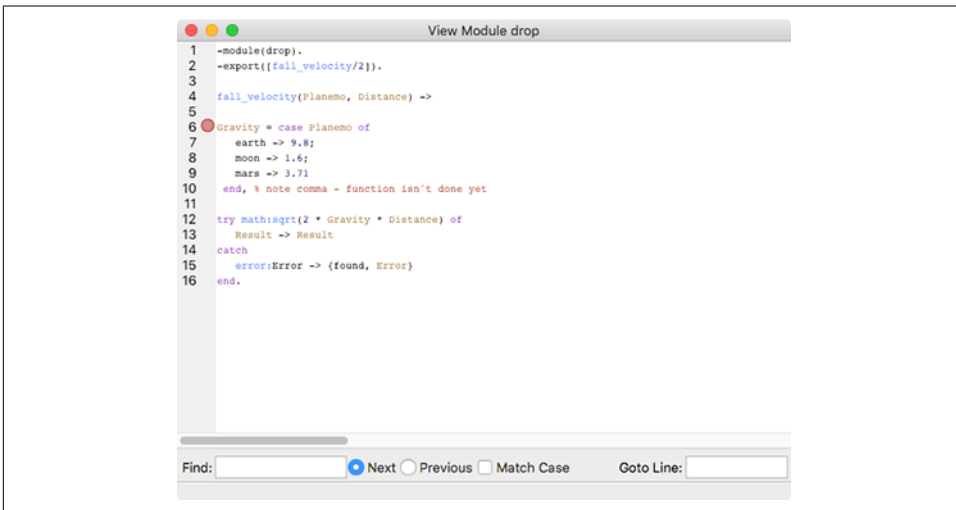 View Module drop
1 -module(drop).
2 -export([fall_velocity/2]).
3
4 fall_velocity(Planemo, Distance) ->
5
6 Gravity = case Planemo of
7 earth -> 9.8;
8 moon -> 1.6;
9 mars -> 3.71
10 end, % note comma - function isn't done yet
11
12 try math:sqrt(2 * Gravity * Distance) of
13 Result -> Result
14 catch
15 error:Error -> {found, Error}
16 end.
Find: Next Previous Match Case Goto Line: